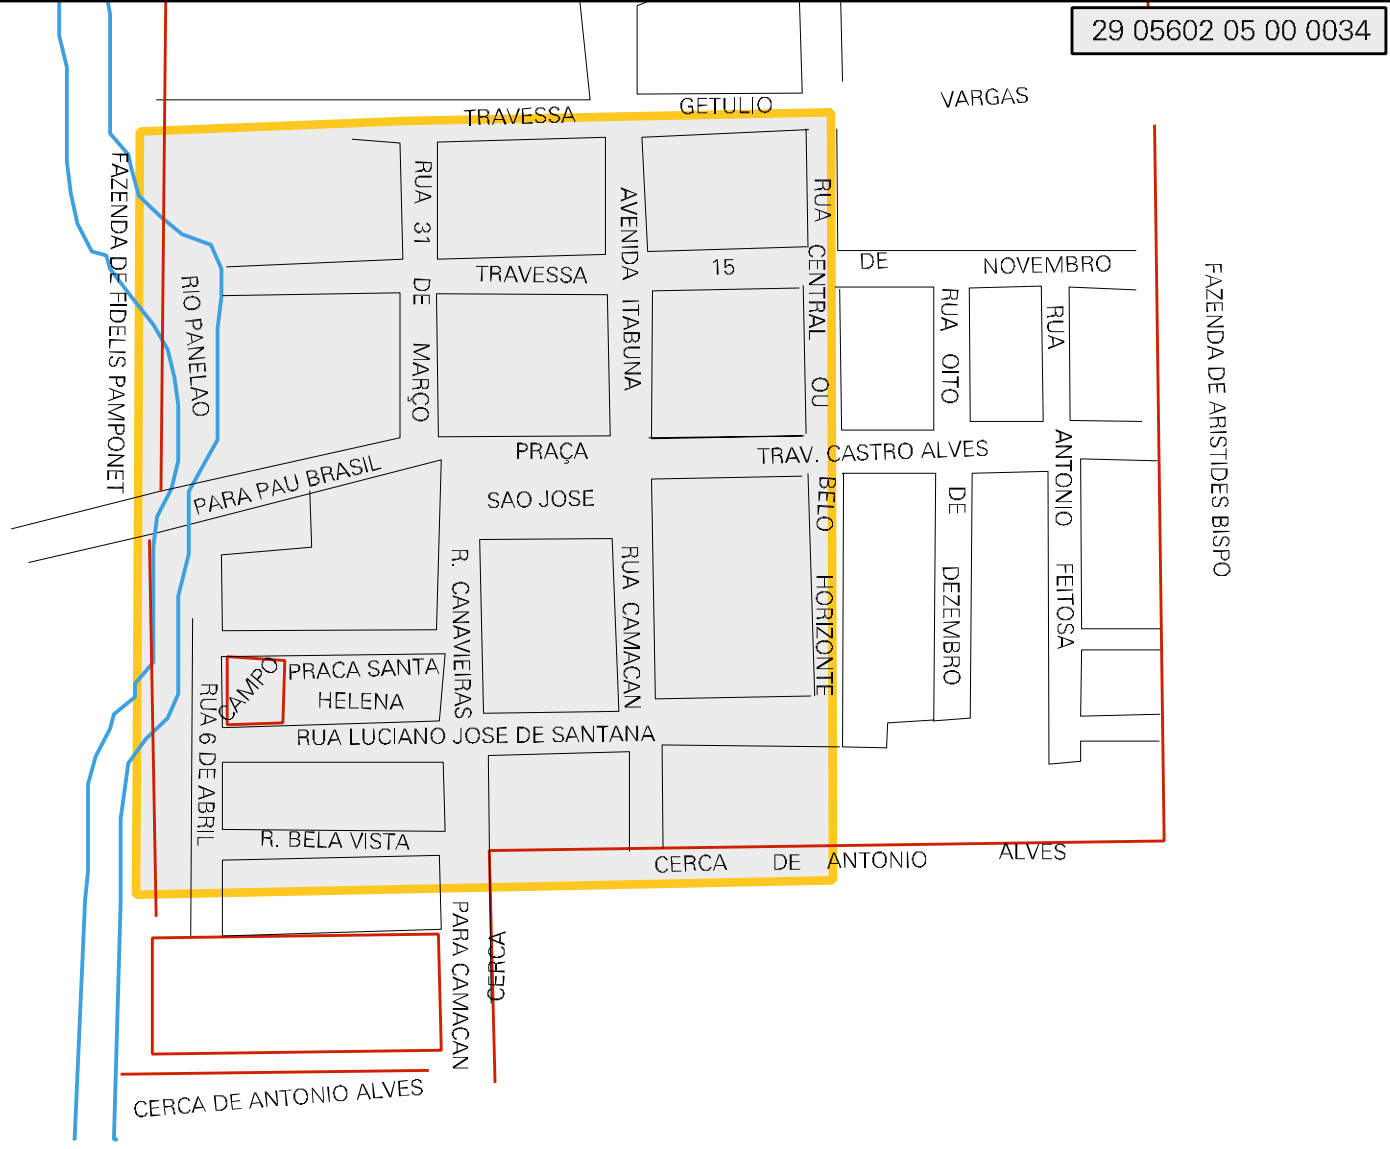 29 05602 05 00 0034
TRAVESSA GETULIO VARGAS
FAZENDA DE FIDELIS PAMPONET
RIO PANELAO
RUA 31 DE MARÇO
AVENIDA ITABUNA
RUA CENTRAL OU BELO HORIZONTE
TRAVESSA 15 DE NOVEMBRO
RUA OITO DE DEZEMBRO
RUA ANTONIO FEITOSA
FAZENDA DE ARISTIDES BISPO
PRAÇA
SAO JOSE
TRAV. CASTRO ALVES
PARA PAU BRASIL
R. CANAVIEIRAS
RUA CAMACAN
CAMPO
PRACA SANTA
HELENA
RUA 6 DE ABRIL
RUA LUCIANO JOSE DE SANTANA
R. BELA VISTA
CERCA DE ANTONIO ALVES
PARA CAMACAN
CERCA
CERCA DE ANTONIO ALVES